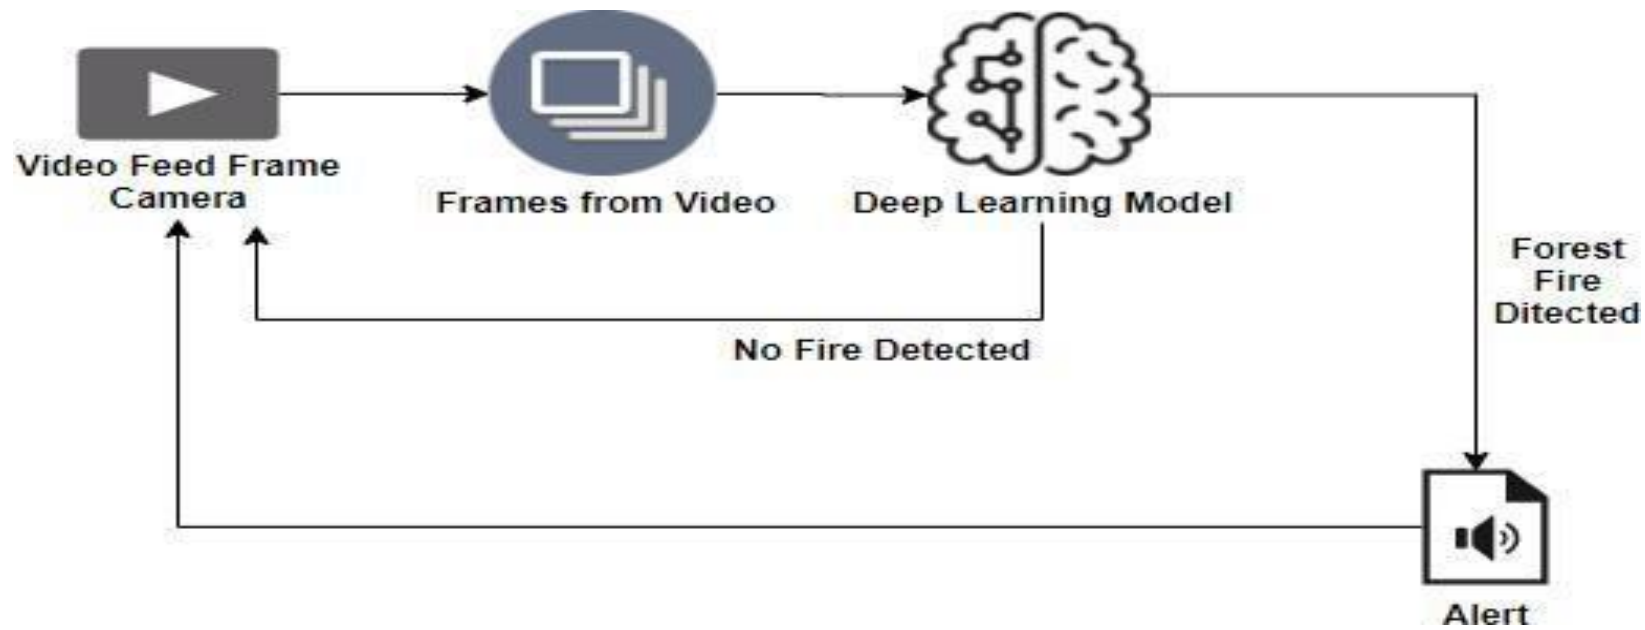 Video Feed Frame
Camera
Frames from Video
Deep Learning Model
Forest
Fire
Ditected
No Fire Detected
Alert